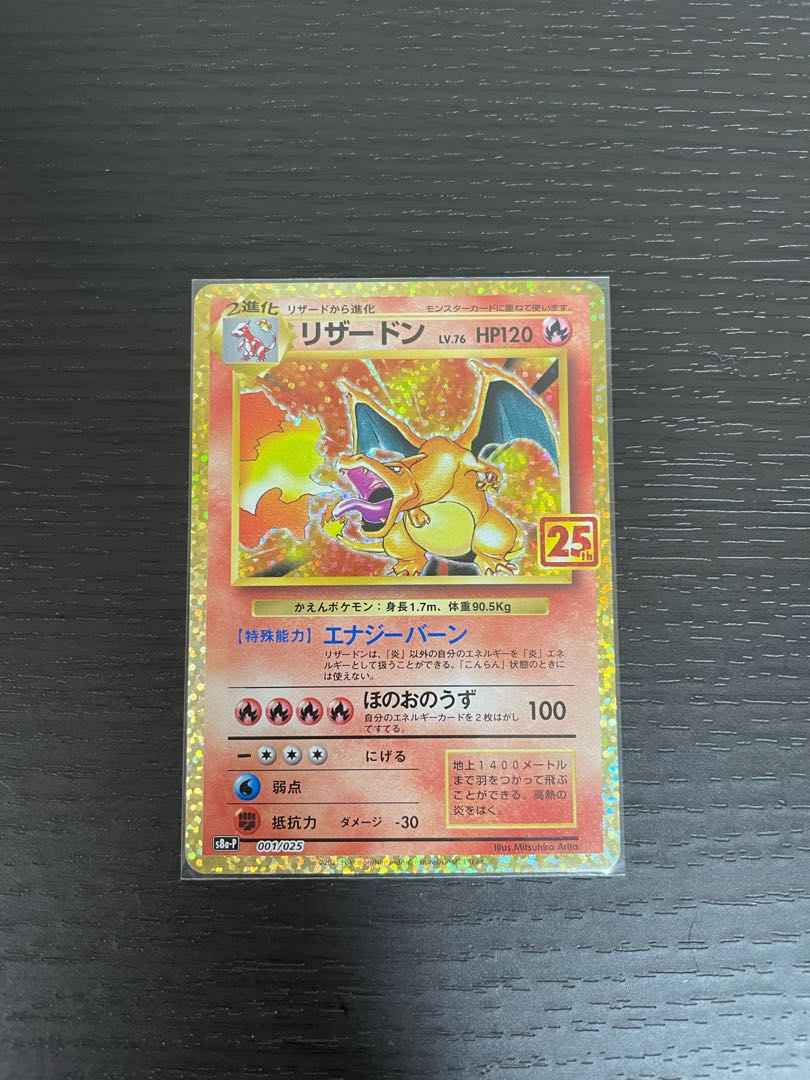 2進化 リザードから進化 モンスターカードに重ねて使います。
リザードン LV.76 HP120
25th
かえんポケモン：身長1.7m、体重90.5Kg
【特殊能力】エナジーバーン
リザードンは、「炎」以外の自分のエネルギーを「炎」エネ
ルギーとして扱うことができる。「こんらん」状態のときに
は使えない。
ほのおのうず 100
自分のエネルギーカードを2枚はがし
てすてる。
にげる
弱点
抵抗力 ダメージ -30
地上1400メートル
まで羽をつかって飛ぶ
ことができる。高熱の
炎をはく。
s8a-P 001/025
Illus.Mitsuhiro Arita